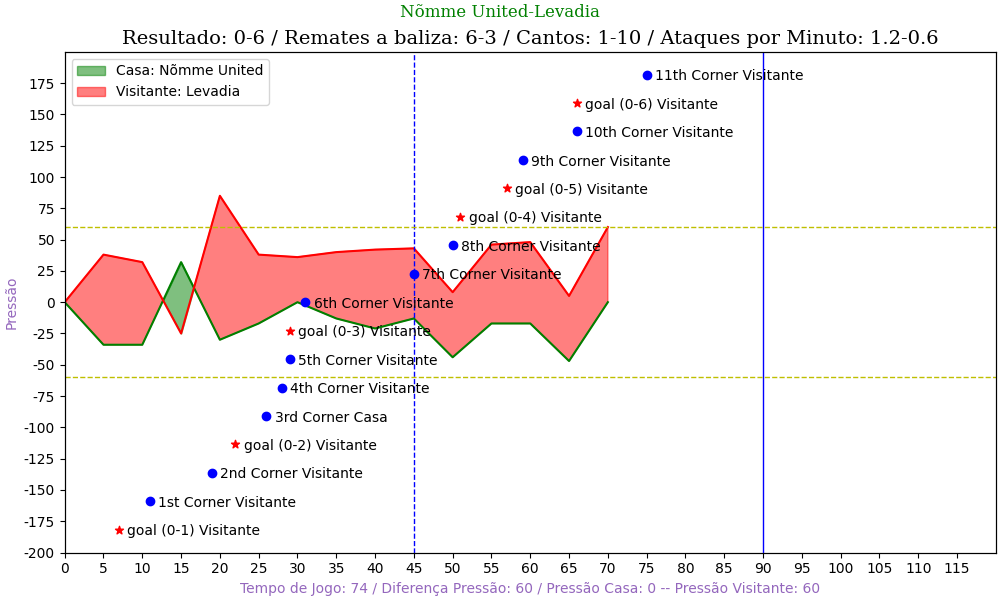 Nõmme United-Levadia
Resultado: 0-6 / Remates a baliza: 6-3 / Cantos: 1-10 / Ataques por Minuto: 1.2-0.6
Casa: Nõmme United
Visitante: Levadia
11th Corner Visitante
goal (0-6) Visitante
10th Corner Visitante
9th Corner Visitante
goal (0-5) Visitante
goal (0-4) Visitante
8th Corner Visitante
7th Corner Visitante
6th Corner Visitante
goal (0-3) Visitante
5th Corner Visitante
4th Corner Visitante
3rd Corner Casa
goal (0-2) Visitante
2nd Corner Visitante
1st Corner Visitante
goal (0-1) Visitante
Pressão
175
150
125
100
75
50
25
0
-25
-50
-75
-100
-125
-150
-175
-200
0 5 10 15 20 25 30 35 40 45 50 55 60 65 70 75 80 85 90 95 100 105 110 115
Tempo de Jogo: 74 / Diferença Pressão: 60 / Pressão Casa: 0 -- Pressão Visitante: 60